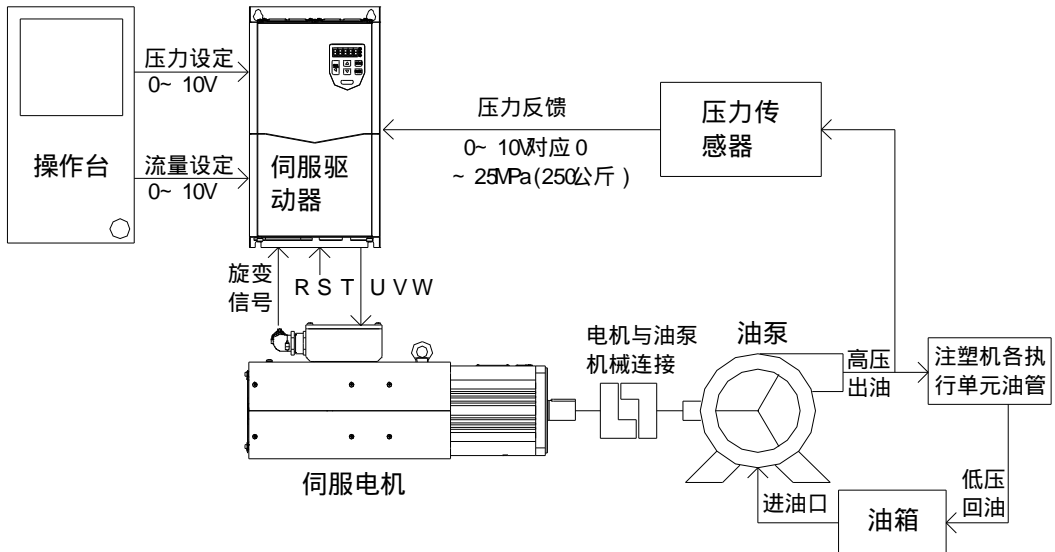 操作台
压力设定
0~ 10V
流量设定
0~ 10V
伺服驱
动器
压力反馈
0~ 10V对应0
~ 25MPa(250公斤)
压力传
感器
旋变
信号
R S T
U V W
伺服电机
电机与油泵
机械连接
油泵
高压
出油
注塑机各执
行单元油管
低压
回油
进油口
油箱